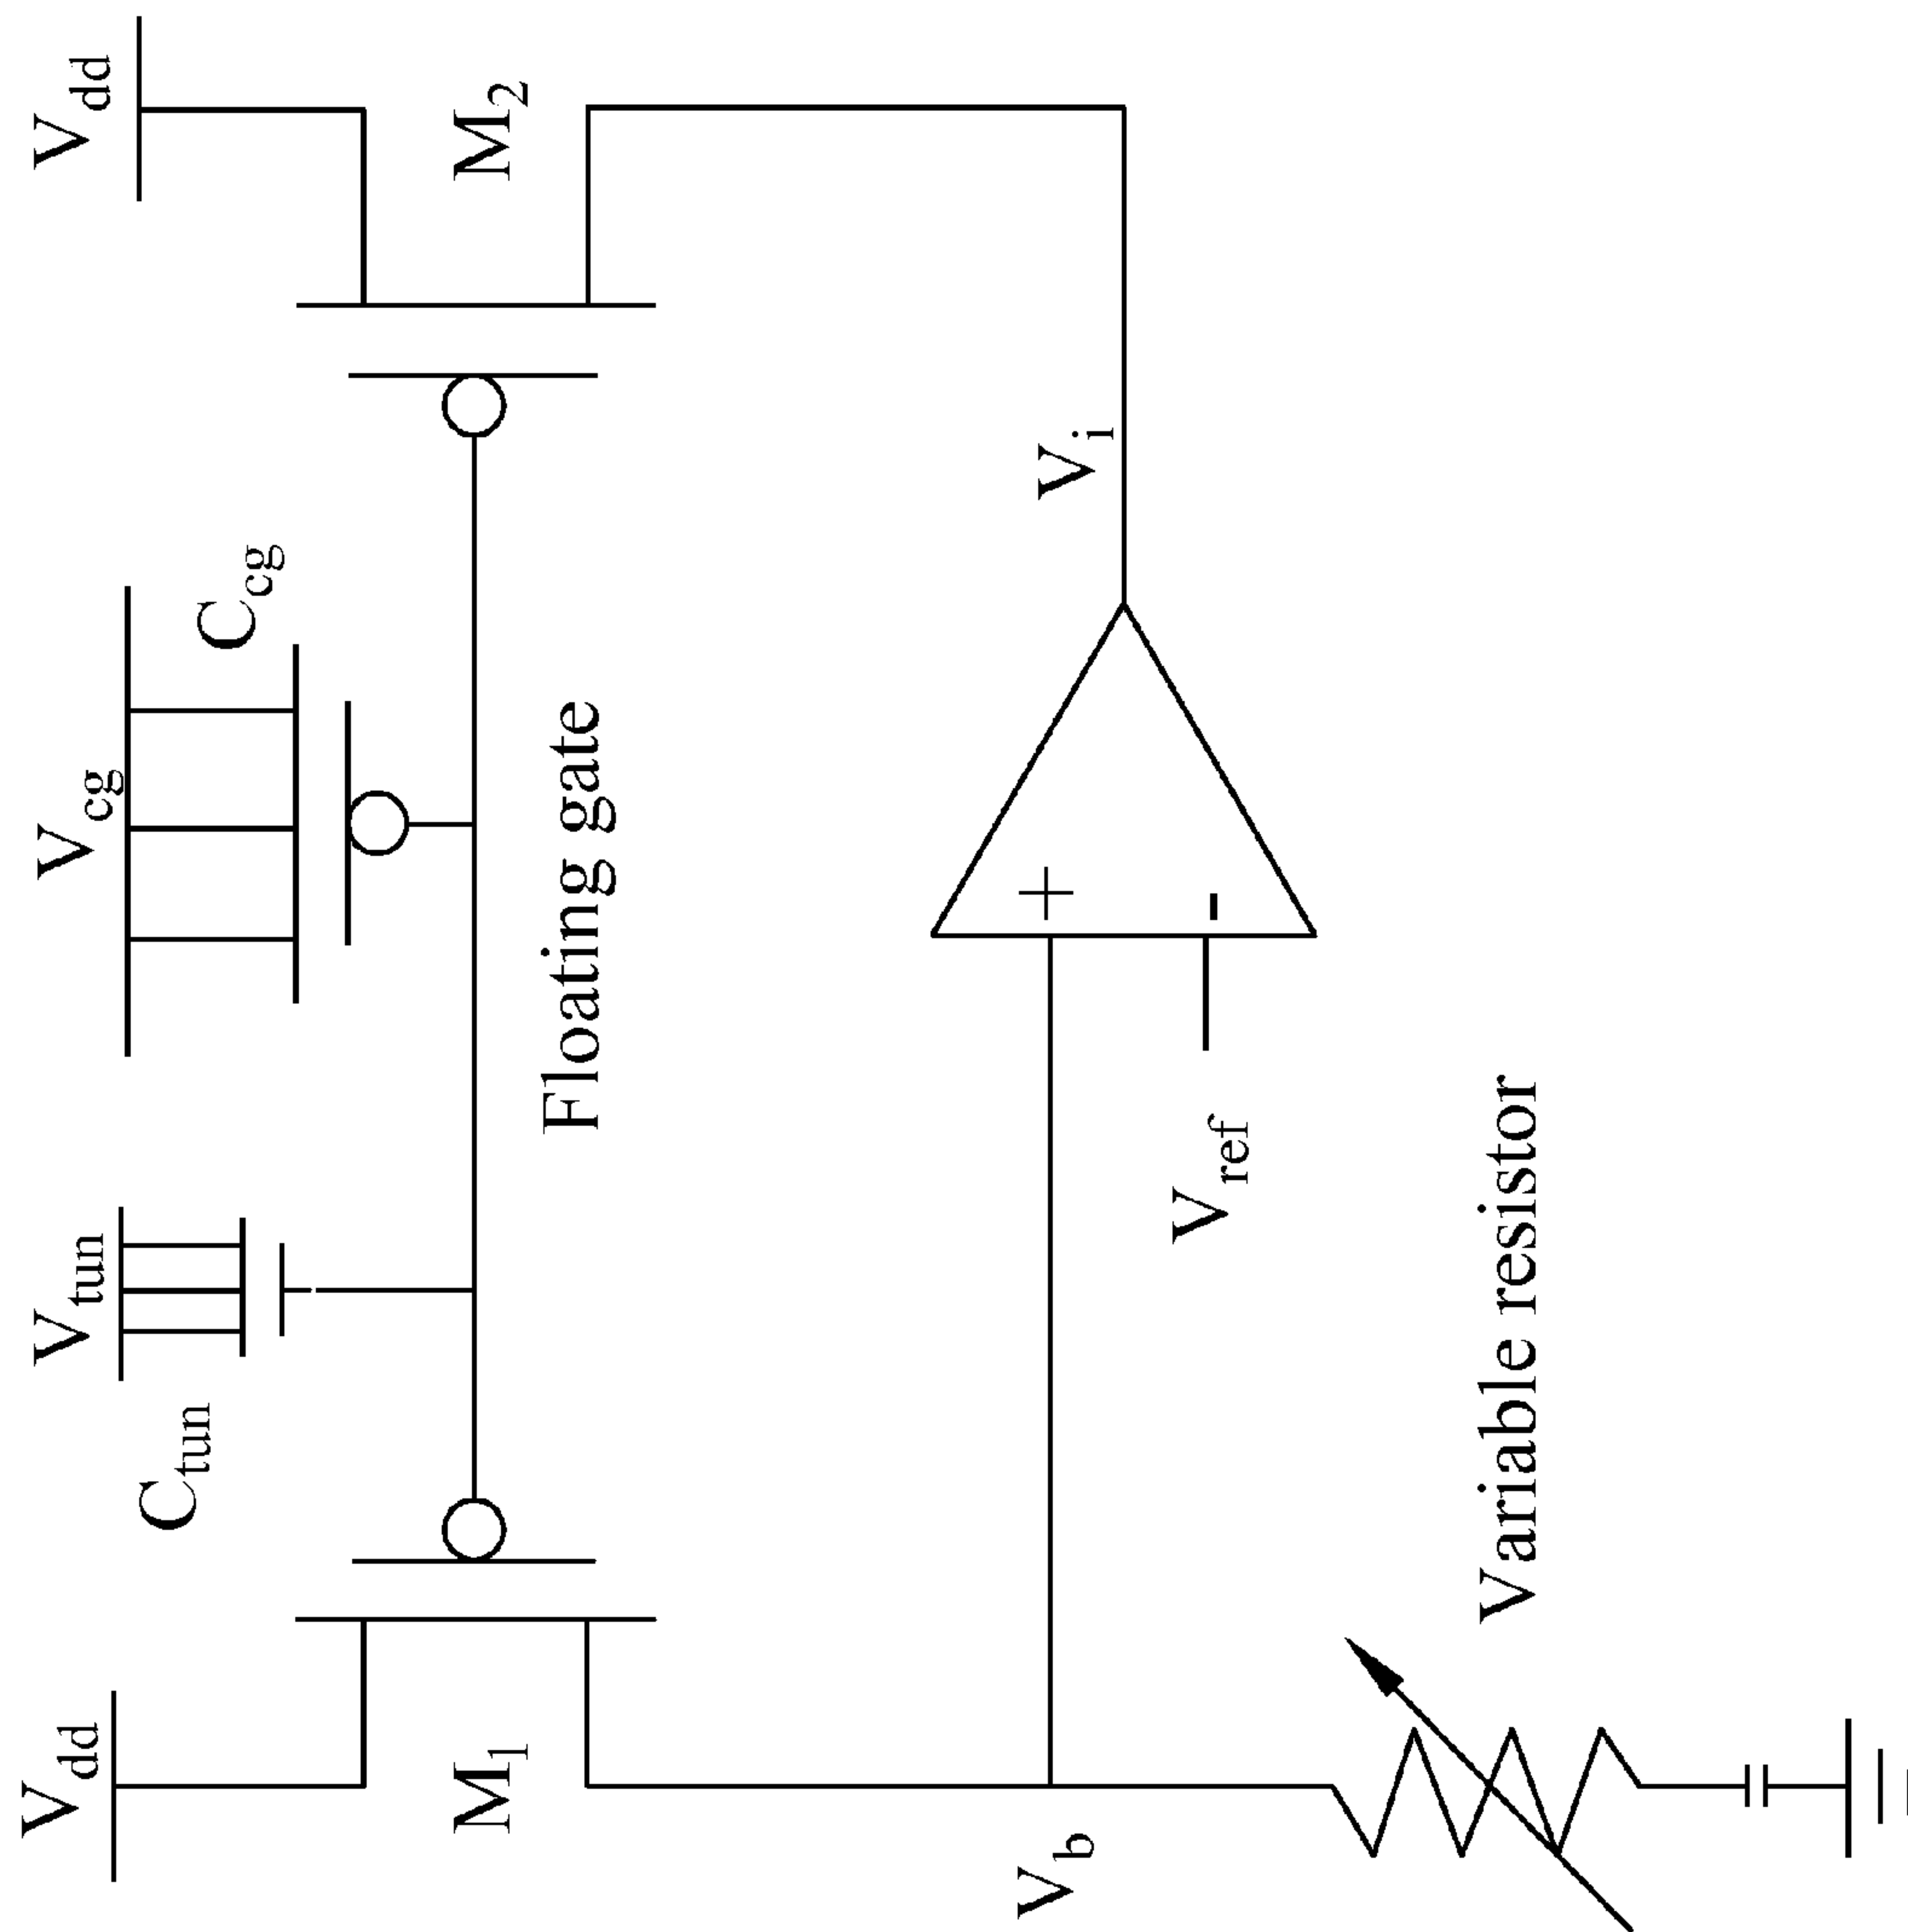 Vdd
Ctun
Vtun
Vcg
Ccg
Vdd
M1
Floating gate
M2
Vb
+
-
Vref
Vi
Variable resistor